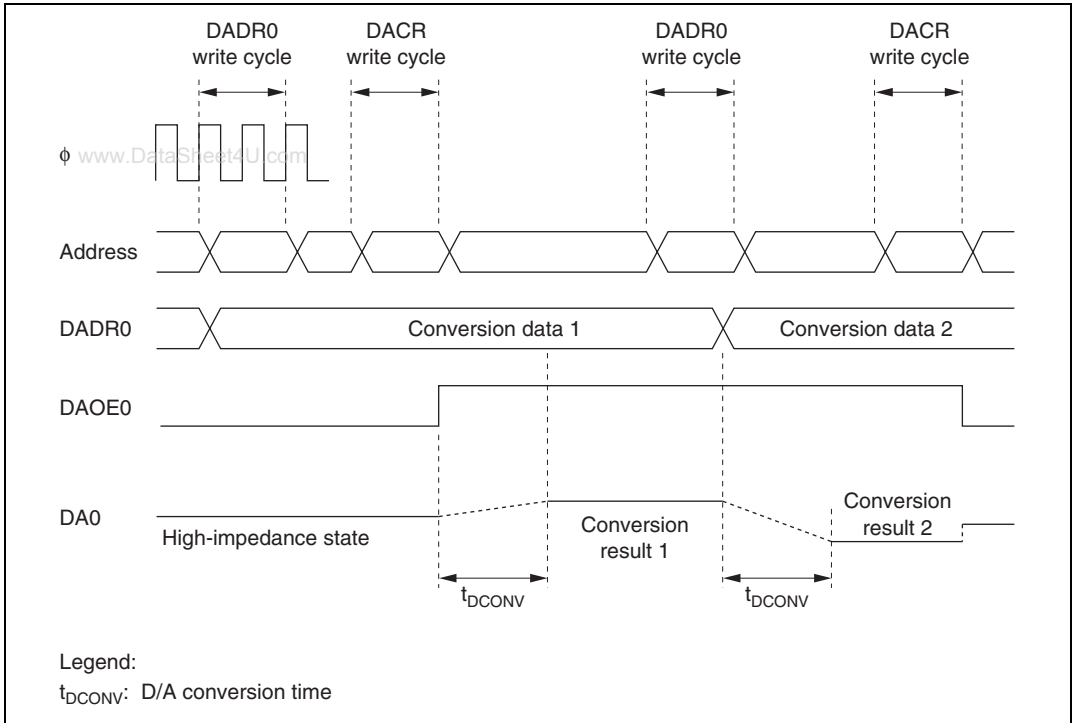 DADR0
write cycle
DACR
write cycle
DADR0
write cycle
DACR
write cycle
ϕ www.DataSheet4U.com
Address
DADR0
Conversion data 1
Conversion data 2
DAOE0
DA0
High-impedance state
Conversion
result 1
Conversion
result 2
tDCONV
tDCONV
Legend:
tDCONV: D/A conversion time